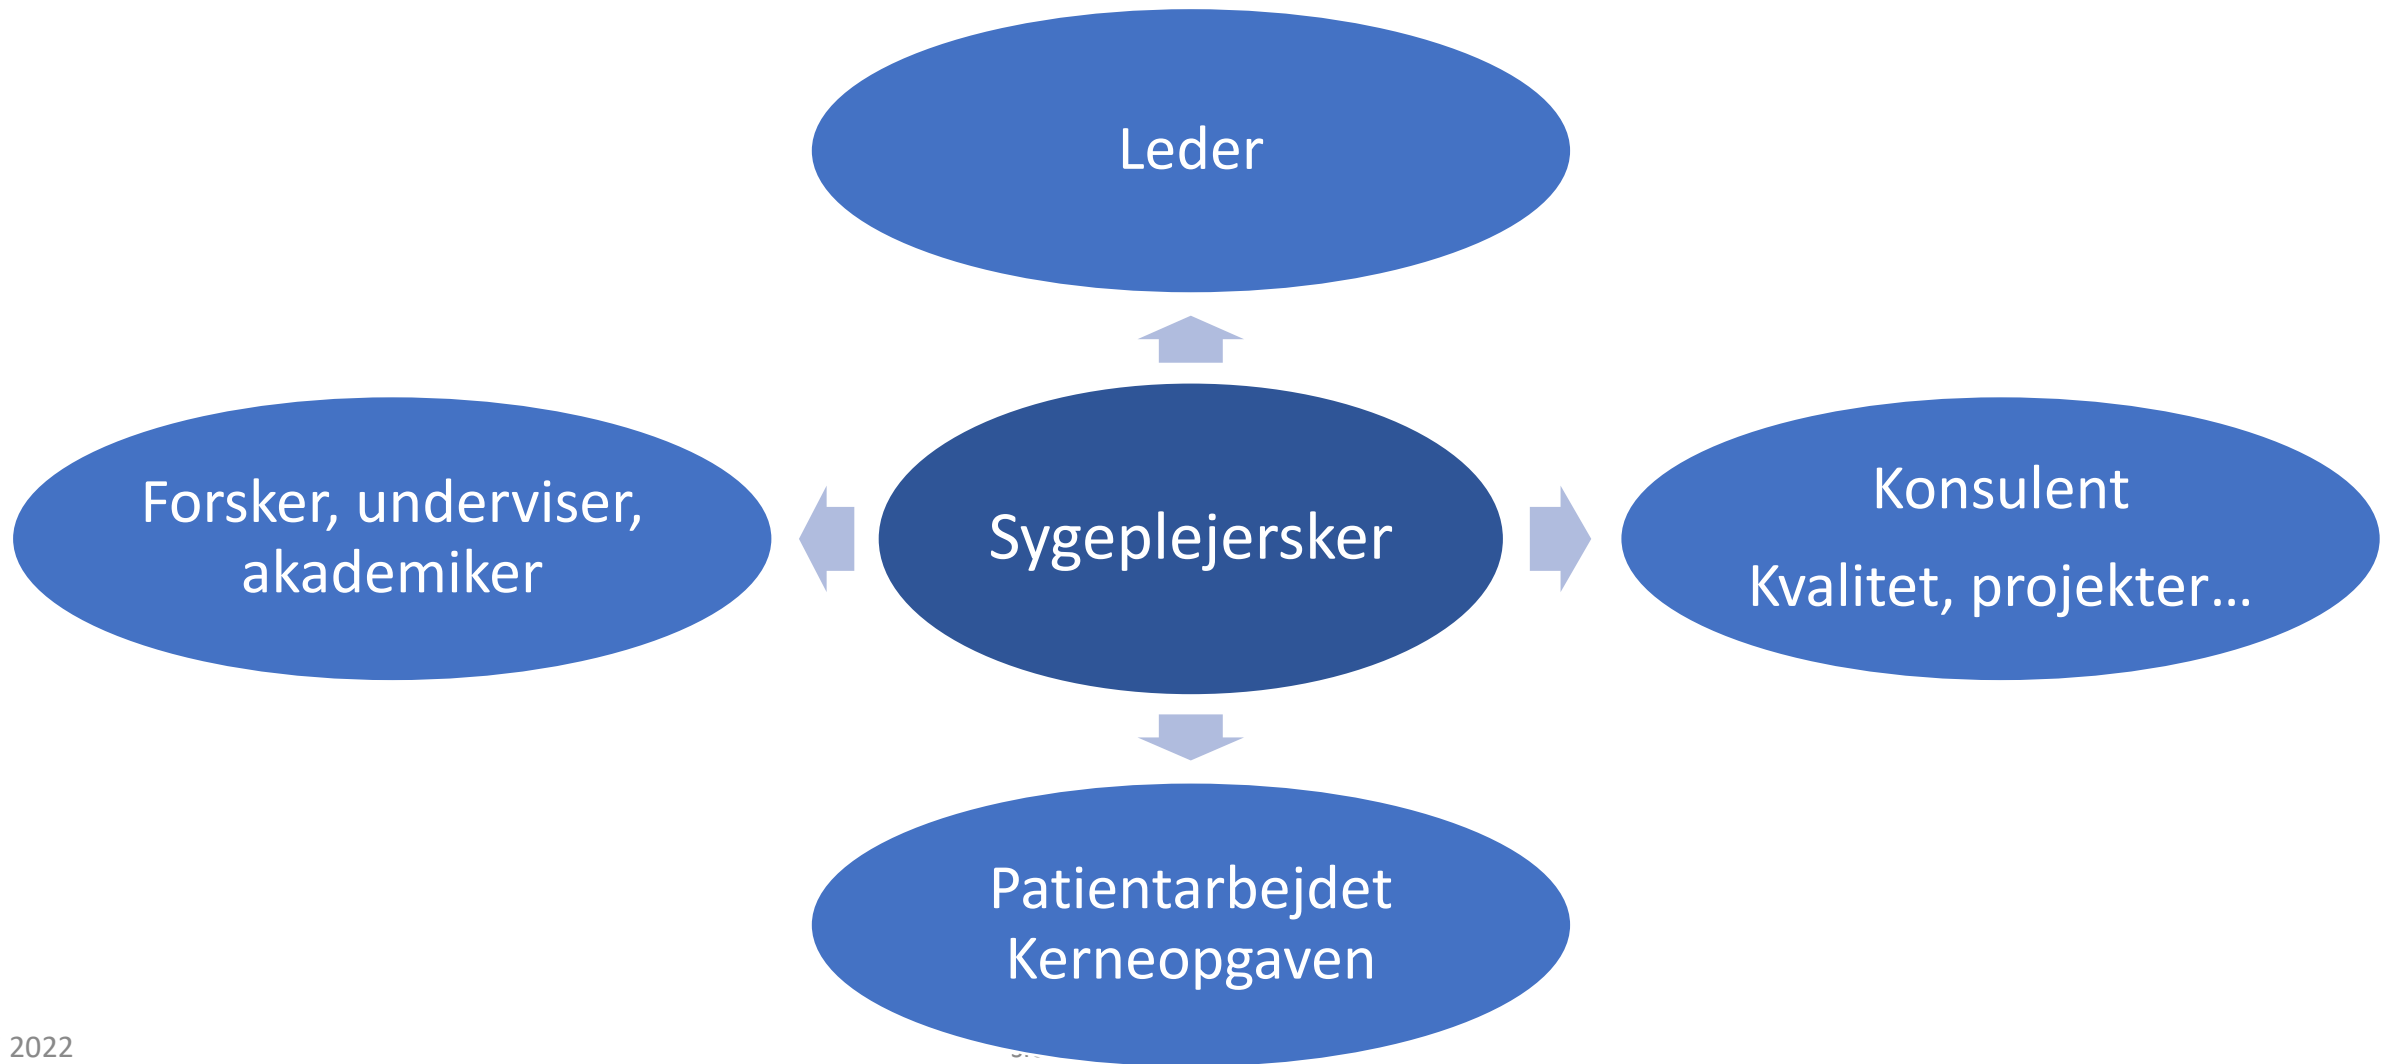 Leder
Forsker, underviser,
akademiker
Sygeplejersker
Konsulent
Kvalitet, projekter…
Patientarbejdet
Kerneopgaven
2022